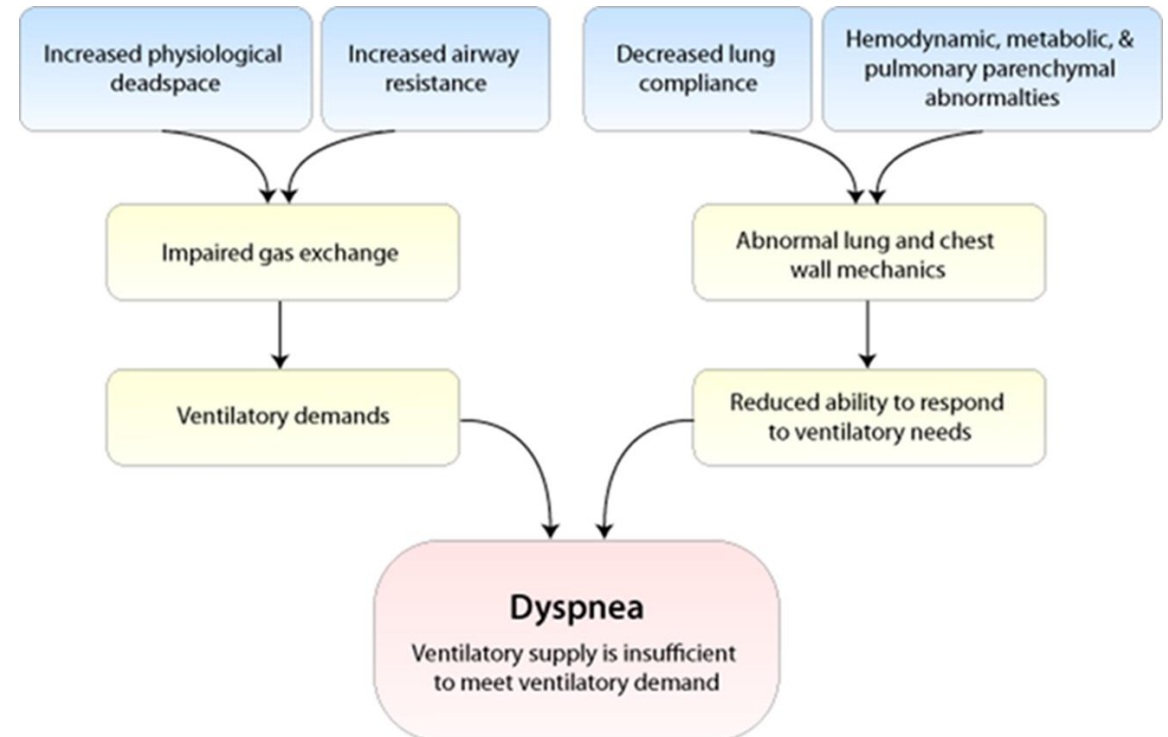 Increased physiological
deadspace
Increased airway
resistance
Decreased lung
compliance
Hemodynamic, metabolic, &
pulmonary parenchymal
abnormalties
Impaired gas exchange
Abnormal lung and chest
wall mechanics
Ventilatory demands
Reduced ability to respond
to ventilatory needs
Dyspnea
Ventilatory supply is insufficient
to meet ventilatory demand